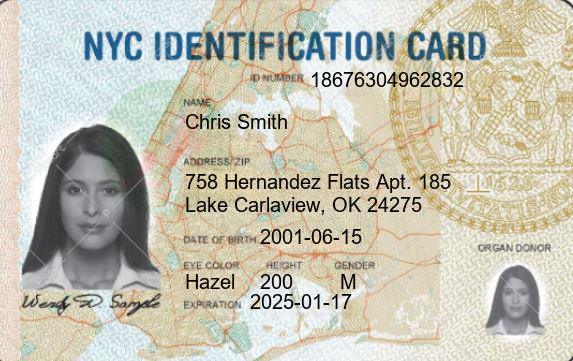 NYC IDENTIFICATION CARD
ID NUMBER 18676304962832
NAME
Chris Smith
ADDRESS/ZIP
758 Hernandez Flats Apt. 185
Lake Carlaview, OK 24275
DATE OF BIRTH 2001-06-15
ORGAN DONOR
EYE COLOR HEIGHT GENDER
Hazel 200 M
EXPIRATION 2025-01-17
Wendy D. Sample